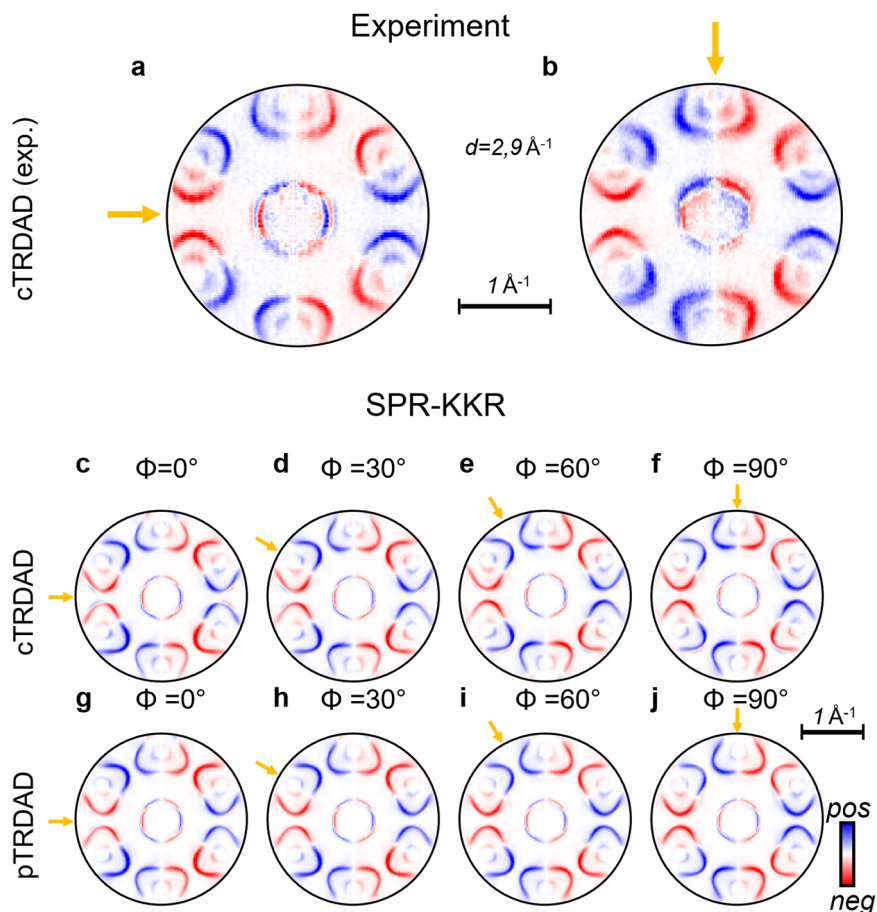 Experiment
a
b
cTRDAD (exp.)
d=2,9 Å⁻¹
1 Å⁻¹
SPR-KKR
c Φ=0°
d Φ =30°
e Φ =60°
f Φ =90°
cTRDAD
g Φ =0°
h Φ =30°
i Φ =60°
j Φ =90°
1 Å⁻¹
pTRDAD
pos
neg